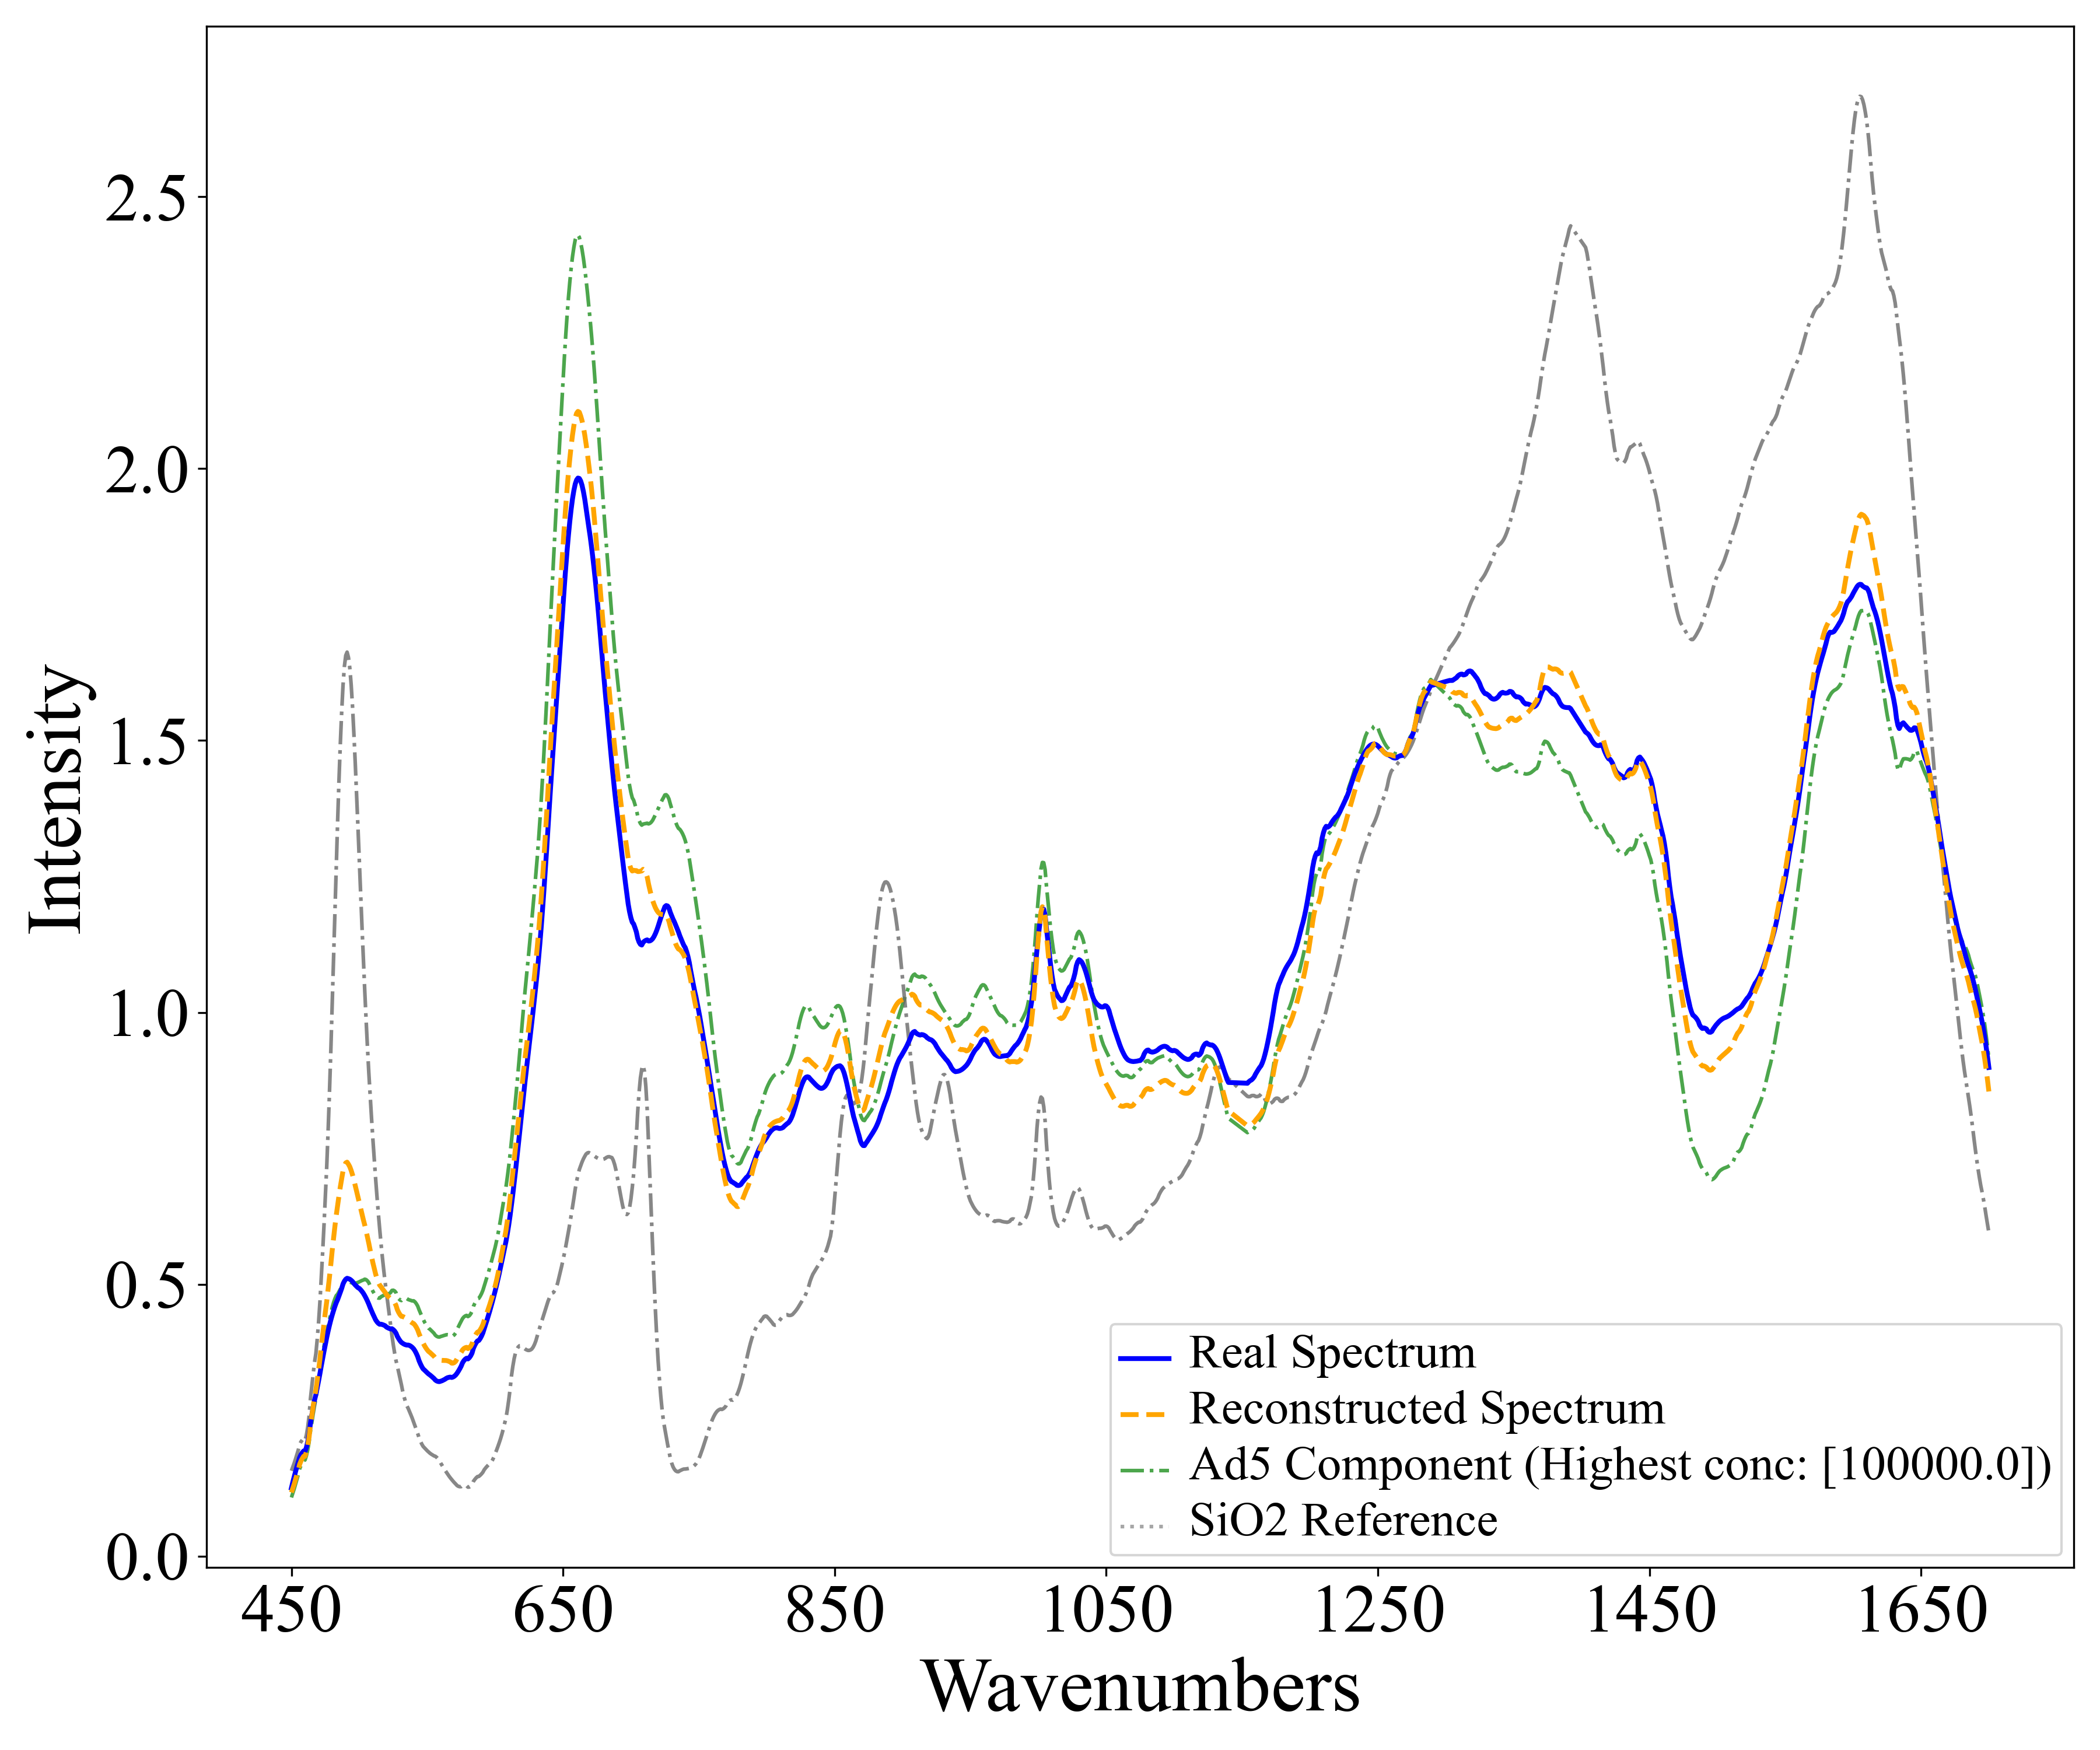 Intensity
2.5
2.0
1.5
1.0
0.5
0.0
450 650 850 1050 1250 1450 1650
Wavenumbers
Real Spectrum
Reconstructed Spectrum
Ad5 Component (Highest conc: [100000.0])
SiO2 Reference